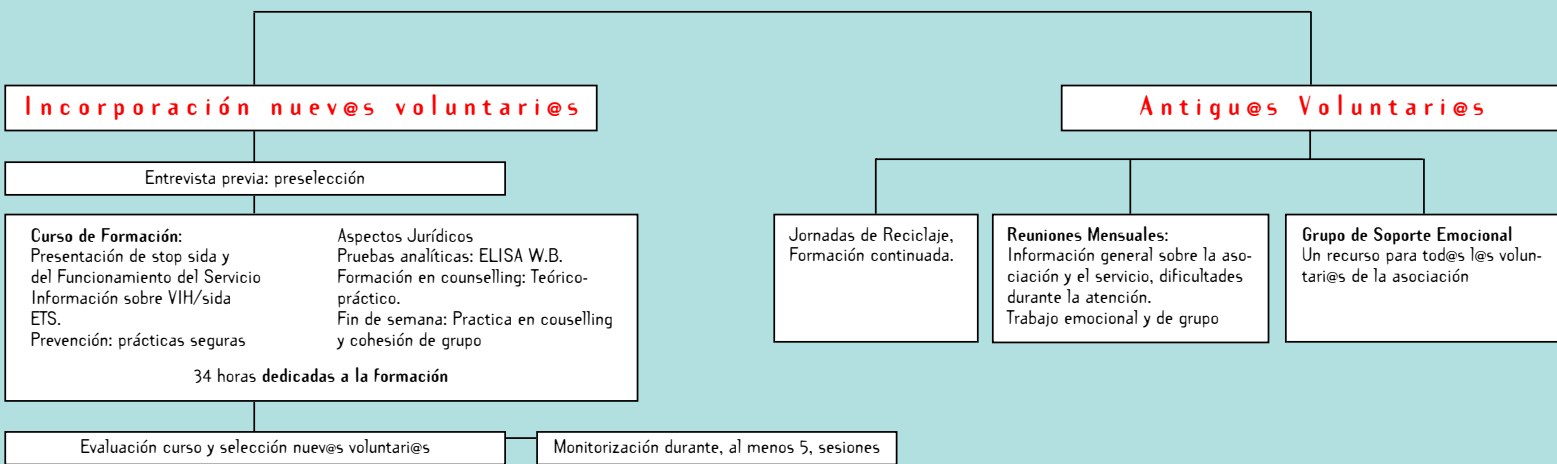 Incorporación nuev@s voluntari@s
Entrevista previa: preselección
Curso de Formación:
Presentación de stop sida y
del Funcionamiento del Servicio
Información sobre VIH/sida
ETS.
Prevención: prácticas seguras
Aspectos Jurídicos
Pruebas analíticas: ELISA W.B.
Formación en counselling: Teórico-
práctico.
Fin de semana: Practica en couselling
y cohesión de grupo
34 horas dedicadas a la formación
Evaluación curso y selección nuev@s voluntari@s
Monitorización durante, al menos 5, sesiones
Antigu@s Voluntari@s
Jornadas de Reciclaje,
Formación continuada.
Reuniones Mensuales:
Información general sobre la aso-
ciación y el servicio, dificultades
durante la atención.
Trabajo emocional y de grupo
Grupo de Soporte Emocional
Un recurso para tod@s l@s volun-
tari@s de la asociación